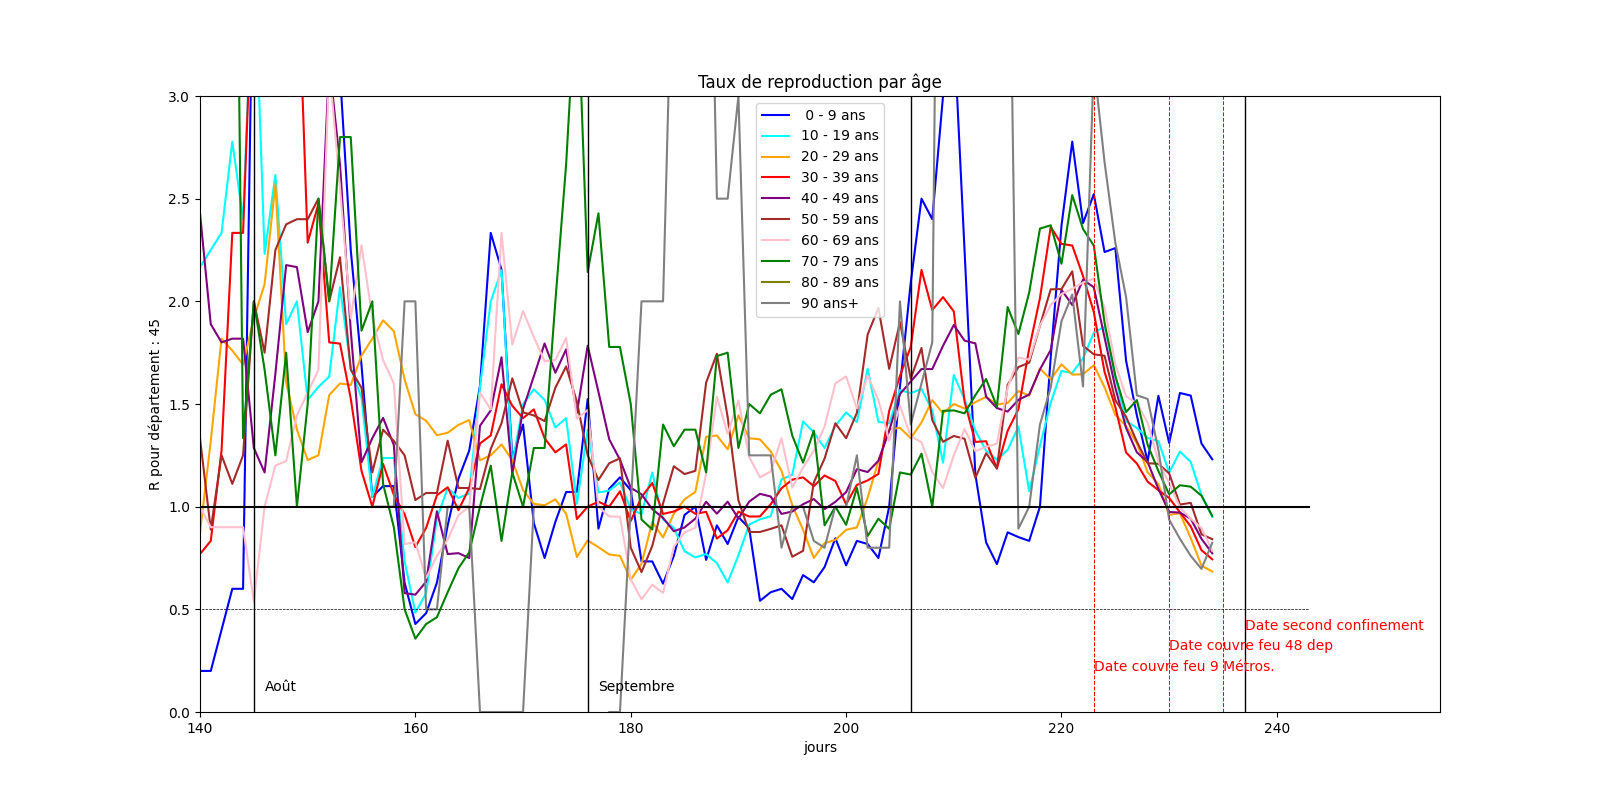 Taux de reproduction par âge
3.0
2.5
2.0
1.5
1.0
0.5
0.0
R pour département : 45
0 - 9 ans
10 - 19 ans
20 - 29 ans
30 - 39 ans
40 - 49 ans
50 - 59 ans
60 - 69 ans
70 - 79 ans
80 - 89 ans
90 ans+
Date second confinement
Date couvre feu 48 dep
Date couvre feu 9 Métros.
Août
Septembre
140
160
180
200
220
240
jours